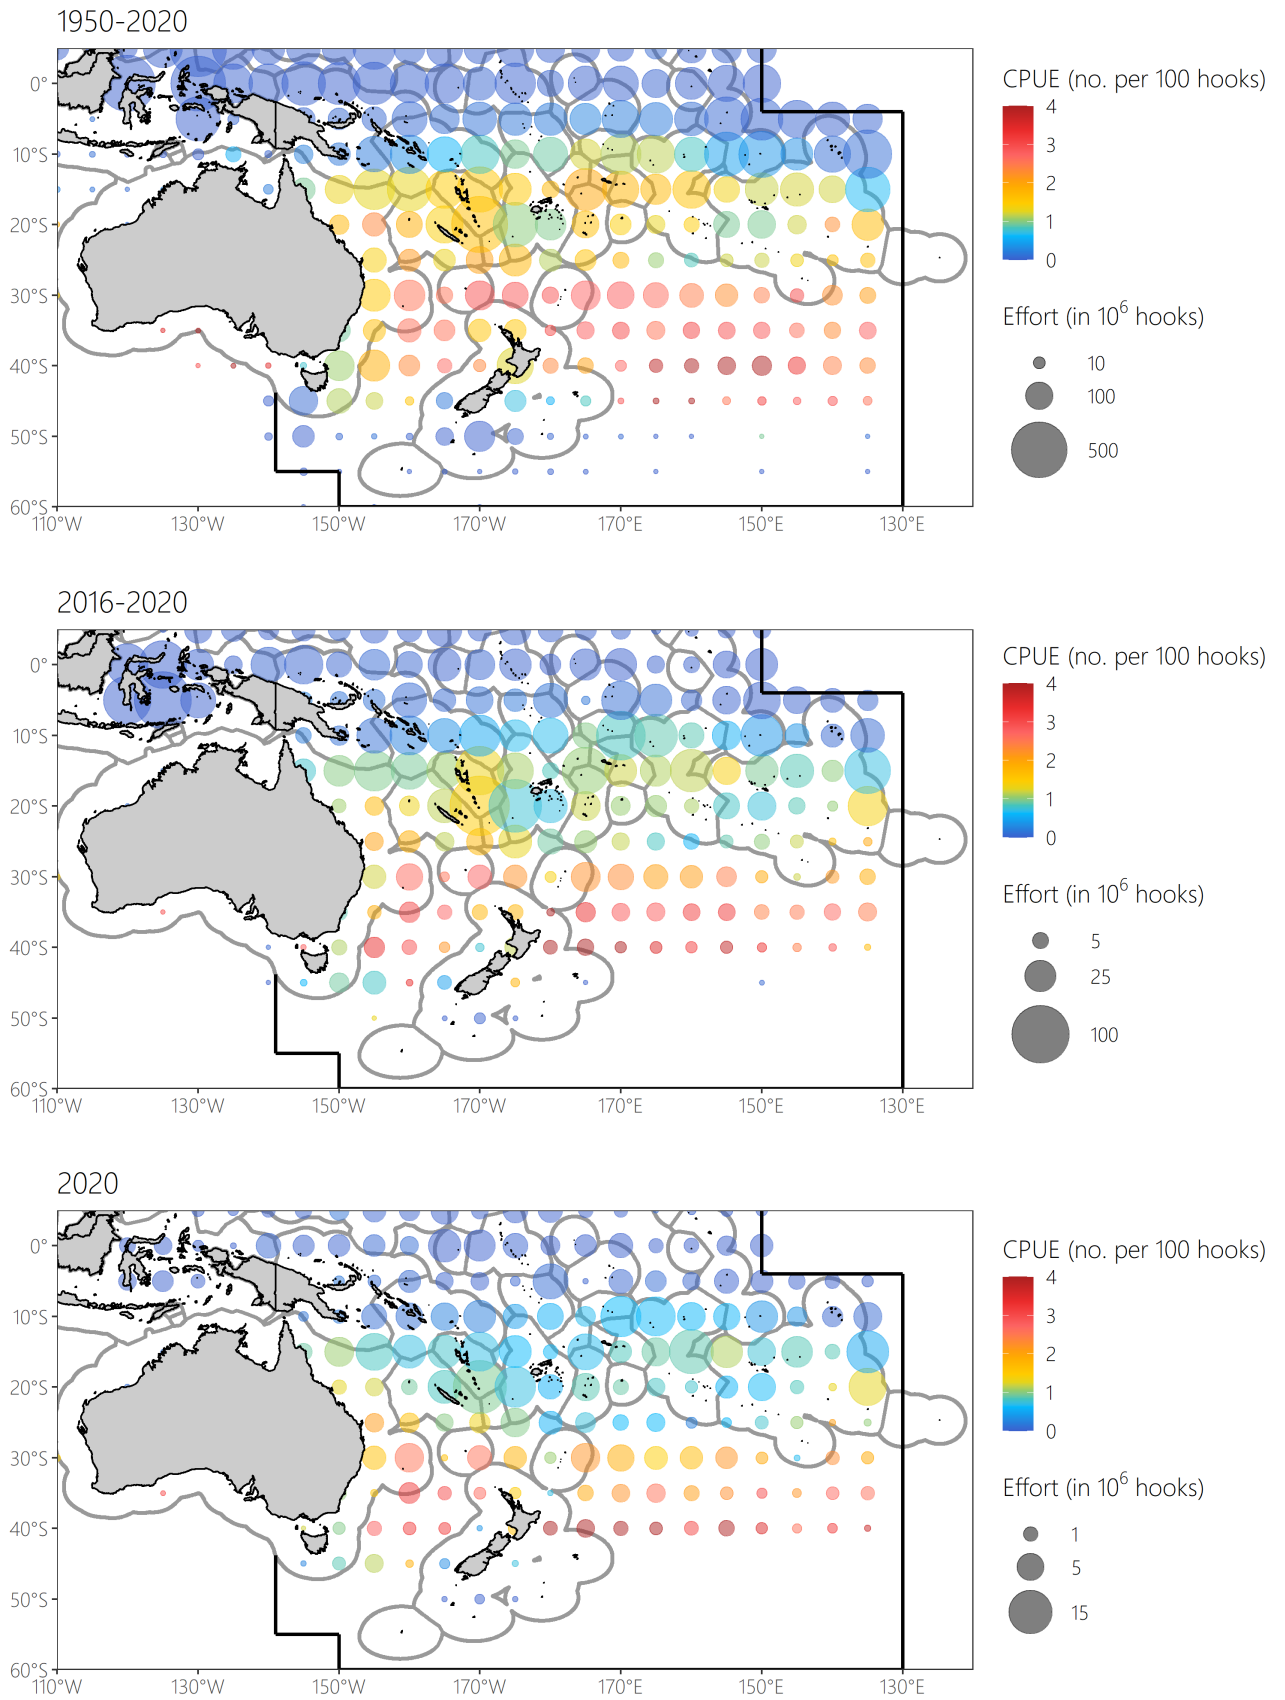 1950-2020
0°
10°S
20°S
30°S
40°S
50°S
60°S
110°W 130°W 150°W 170°W 170°E 150°E 130°E
CPUE (no. per 100 hooks)
4
3
2
1
0
Effort (in 10⁶ hooks)
10
100
500
2016-2020
0°
10°S
20°S
30°S
40°S
50°S
60°S
110°W 130°W 150°W 170°W 170°E 150°E 130°E
CPUE (no. per 100 hooks)
4
3
2
1
0
Effort (in 10⁶ hooks)
5
25
100
2020
0°
10°S
20°S
30°S
40°S
50°S
60°S
110°W 130°W 150°W 170°W 170°E 150°E 130°E
CPUE (no. per 100 hooks)
4
3
2
1
0
Effort (in 10⁶ hooks)
1
5
15